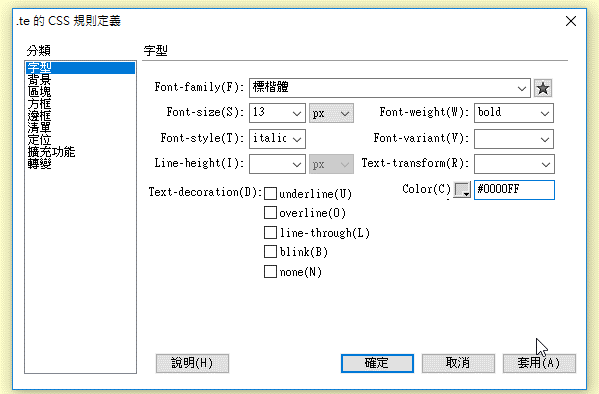 .te 的 CSS 規則定義
分類
字型
背景
區塊
方框
邊框
清單
定位
擴充功能
轉變
字型
Font-family(F): 標楷體
Font-size(S): 13 px Font-weight(W): bold
Font-style(T): italic Font-variant(V):
Line-height(I): px Text-transform(R):
Text-decoration(D): underline(U) Color(C) #0000FF
overline(O)
line-through(L)
blink(B)
none(N)
說明(H) 確定 取消 套用(A)